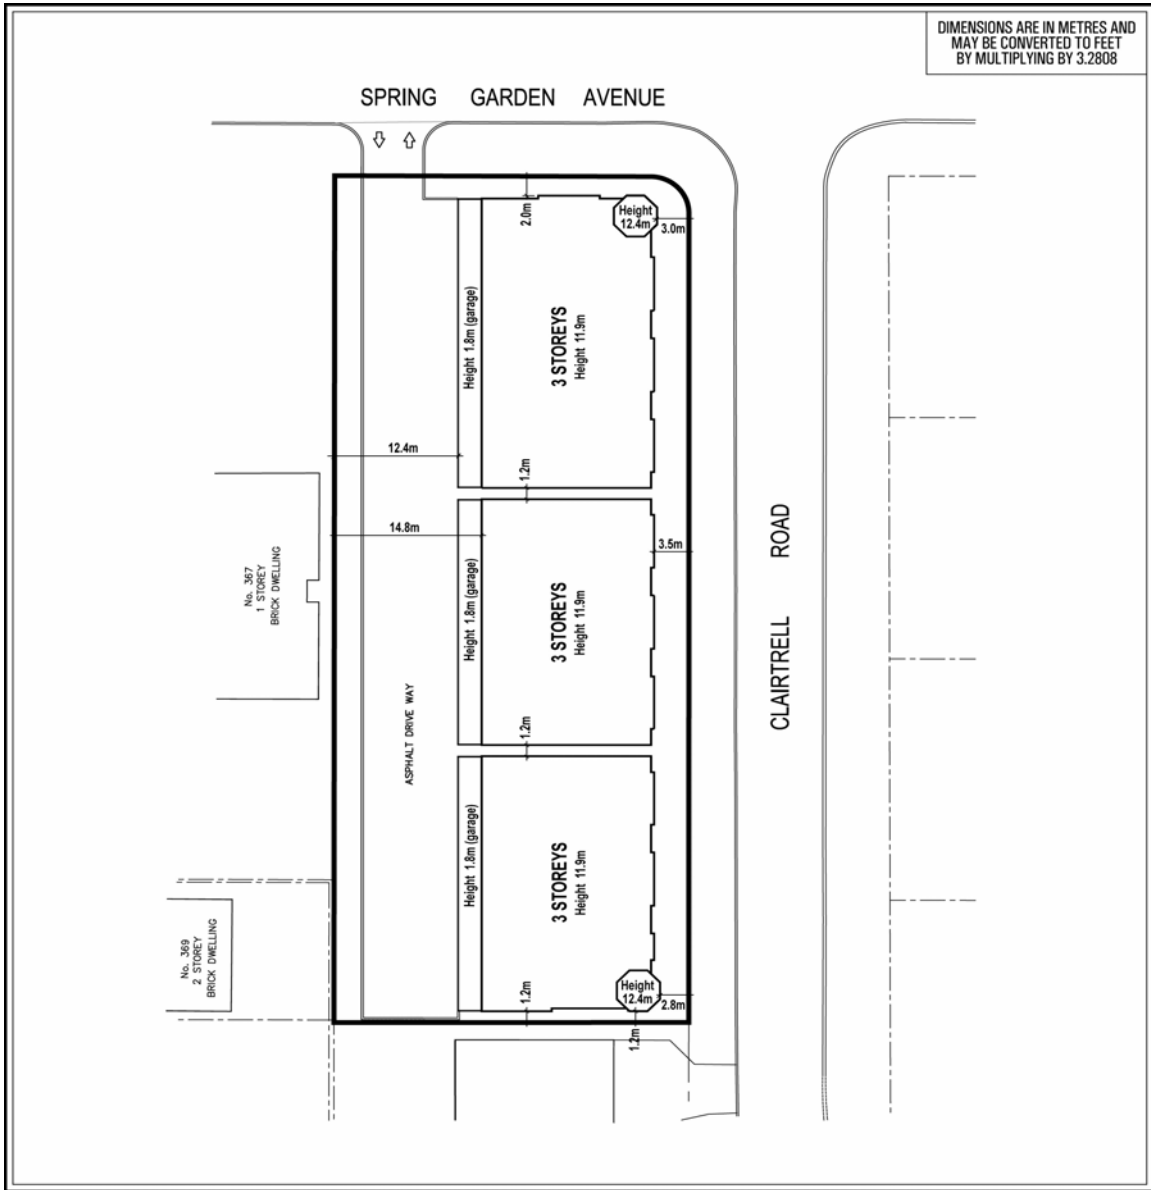 DIMENSIONS ARE IN METRES AND
MAY BE CONVERTED TO FEET
BY MULTIPLYING BY 3.2808
SPRING GARDEN AVENUE
2.0m
Height
12.4m
3.0m
Height 1.8m (garage)
3 STOREYS
Height 11.9m
12.4m
1.2m
14.8m
3.5m
No. 367
1 STOREY
BRICK DWELLING
Height 1.8m (garage)
3 STOREYS
Height 11.9m
CLAIRTRELL ROAD
ASPHALT DRIVE WAY
1.2m
Height 1.8m (garage)
3 STOREYS
Height 11.9m
No. 369
2 STOREY
BRICK DWELLING
1.2m
Height
12.4m
2.8m
1.2m